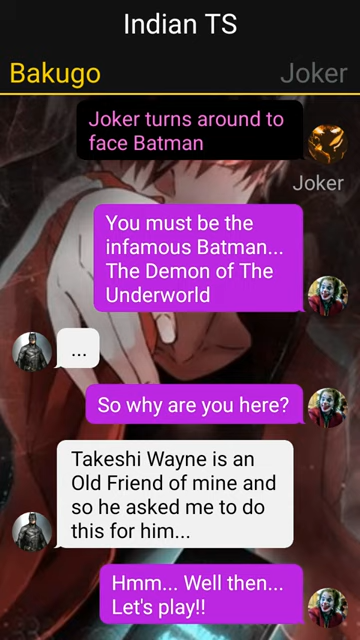 Indian TS
Bakugo
Joker
Joker turns around to
face Batman
Joker
You must be the
infamous Batman...
The Demon of The
Underworld
...
So why are you here?
Takeshi Wayne is an
Old Friend of mine and
so he asked me to do
this for him...
Hmm... Well then...
Let's play!!